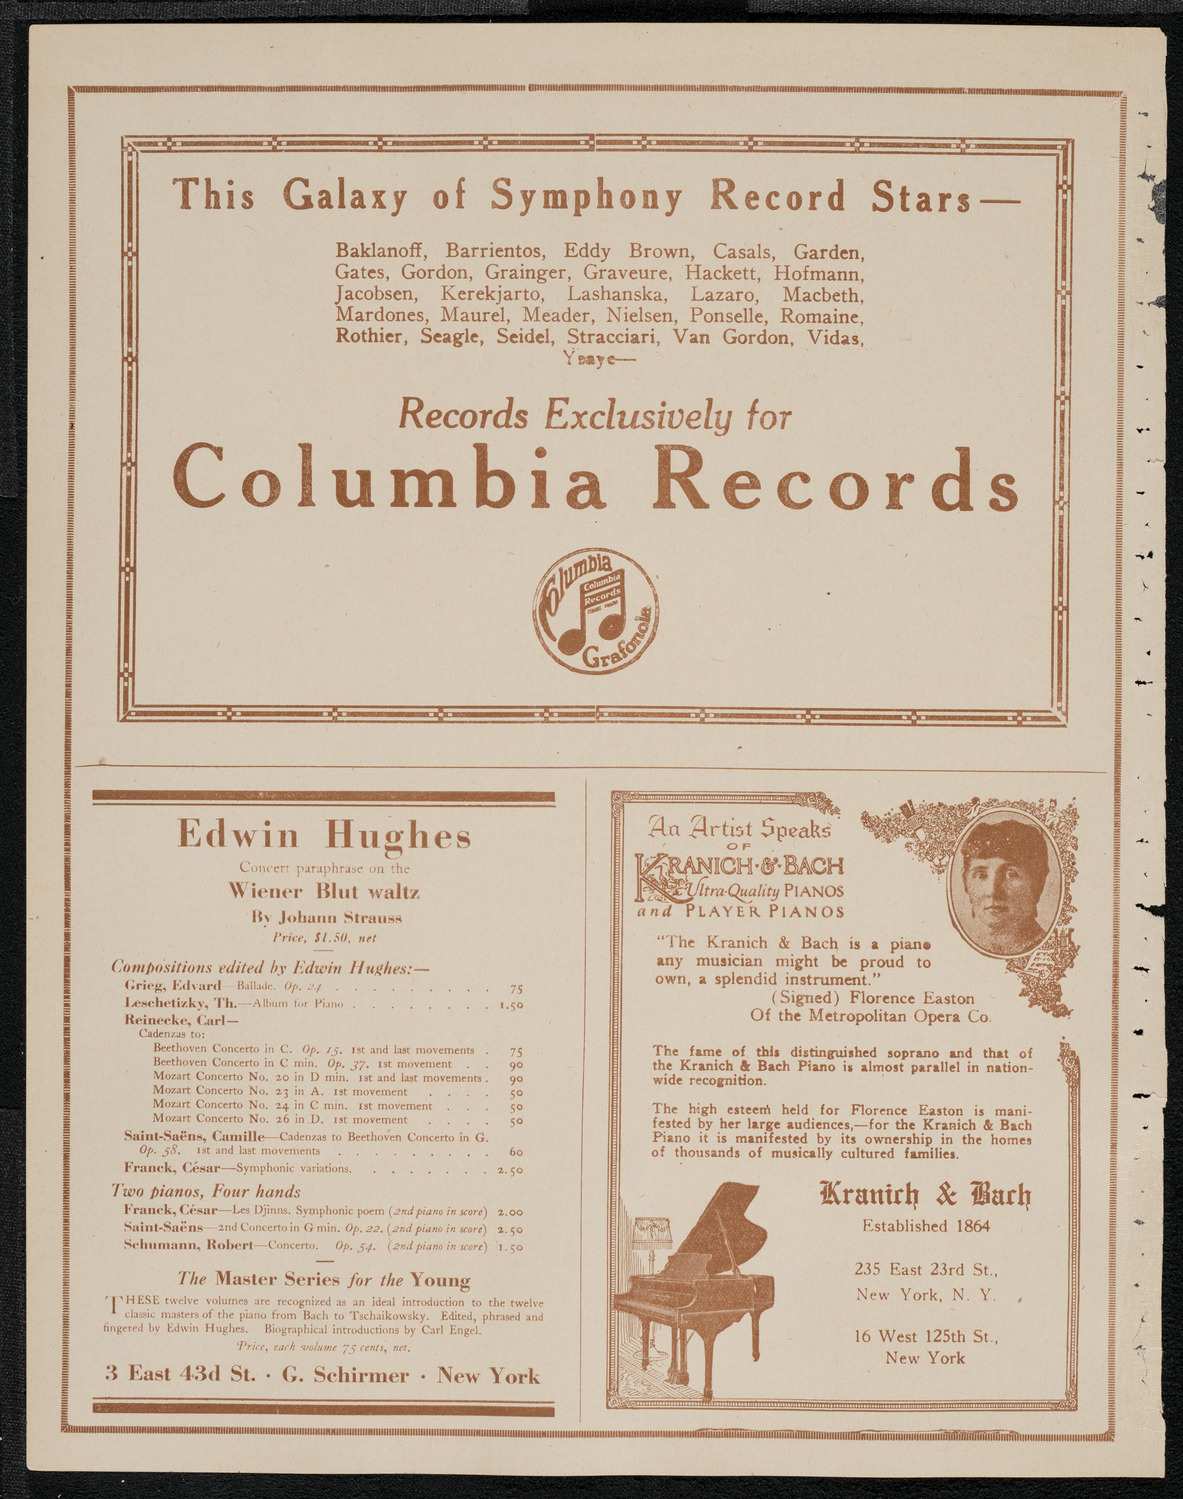 This Galaxy of Symphony Record Stars—
Baklanoff, Barrientos, Eddy Brown, Casals, Garden,
Gates, Gordon, Grainger, Graveure, Hackett, Hofmann,
Jacobsen, Kerekjarto, Lashanska, Lazaro, Macbeth,
Mardones, Maurel, Meader, Nielsen, Ponselle, Romaine,
Rothier, Seagle, Seidel, Stracciari, Van Gordon, Vidas,
Ysaye—
Records Exclusively for
Columbia Records
Columbia
Columbia
Records
Grafonola
Edwin Hughes
Concert paraphrase on the
Wiener Blut waltz
By Johann Strauss
Price, $1.50, net
Compositions edited by Edwin Hughes:—
Grieg, Edvard—Ballade. Op. 24 . . . . . . . . . 75
Leschetizky, Th.—Album for Piano . . . . . . . . 1.50
Reinecke, Carl—
Cadenzas to:
Beethoven Concerto in C. Op. 15. 1st and last movements . 75
Beethoven Concerto in C min. Op. 37. 1st movement . . 90
Mozart Concerto No. 20 in D min. 1st and last movements . 90
Mozart Concerto No. 23 in A. 1st movement . . . . 50
Mozart Concerto No. 24 in C min. 1st movement . . . 50
Mozart Concerto No. 26 in D. 1st movement . . . . 50
Saint-Saëns, Camille—Cadenzas to Beethoven Concerto in G.
Op. 58. 1st and last movements . . . . . . . . . 60
Franck, César—Symphonic variations. . . . . . . . 2.50
Two pianos, Four hands
Franck, César—Les Djinns. Symphonic poem (2nd piano in score) 2.00
Saint-Saëns—2nd Concerto in G min. Op. 22. (2nd piano in score) 2.50
Schumann, Robert—Concerto. Op. 54. (2nd piano in score) 1.50
The Master Series for the Young
THESE twelve volumes are recognized as an ideal introduction to the twelve
classic masters of the piano from Bach to Tschaikowsky. Edited, phrased and
fingered by Edwin Hughes. Biographical introductions by Carl Engel.
Price, each volume 75 cents, net.
3 East 43d St. · G. Schirmer · New York
An Artist Speaks
OF
KRANICH·&·BACH
Ultra-Quality PIANOS
and PLAYER PIANOS
"The Kranich & Bach is a piano
any musician might be proud to
own, a splendid instrument."
(Signed) Florence Easton
Of the Metropolitan Opera Co.
The fame of this distinguished soprano and that of
the Kranich & Bach Piano is almost parallel in nation-
wide recognition.
The high esteem held for Florence Easton is mani-
fested by her large audiences,—for the Kranich & Bach
Piano it is manifested by its ownership in the homes
of thousands of musically cultured families.
Kranich & Bach
Established 1864
235 East 23rd St.,
New York, N. Y.
16 West 125th St.,
New York